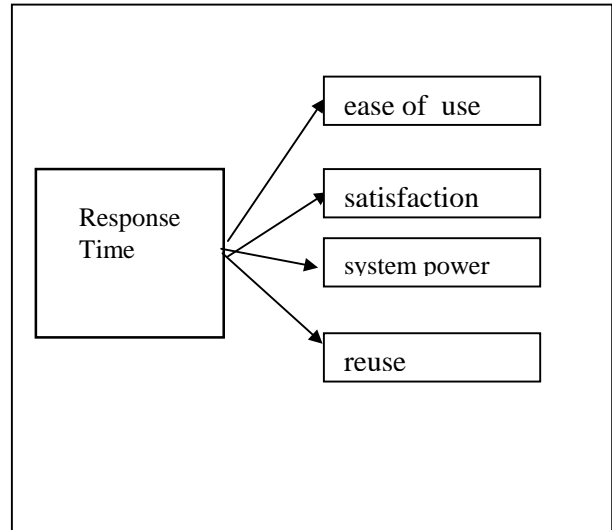 ease of use
satisfaction
Response
Time
system power
reuse